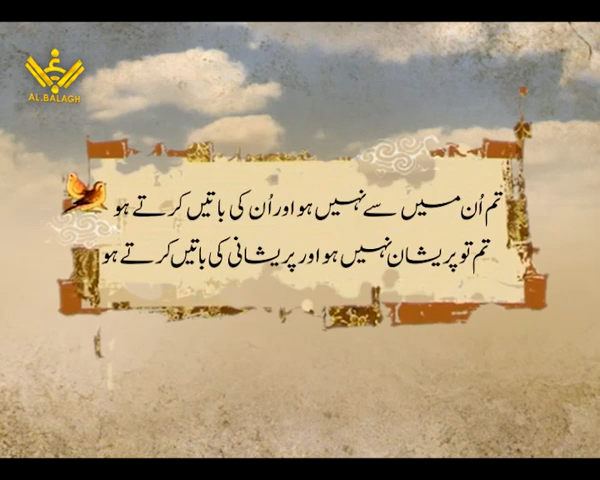 AL.BALAGH
تم اُن میں سے نہیں ہو اور اُن کی باتیں کرتے ہو
تم تو پریشان نہیں ہو اور پریشانی کی باتیں کرتے ہو